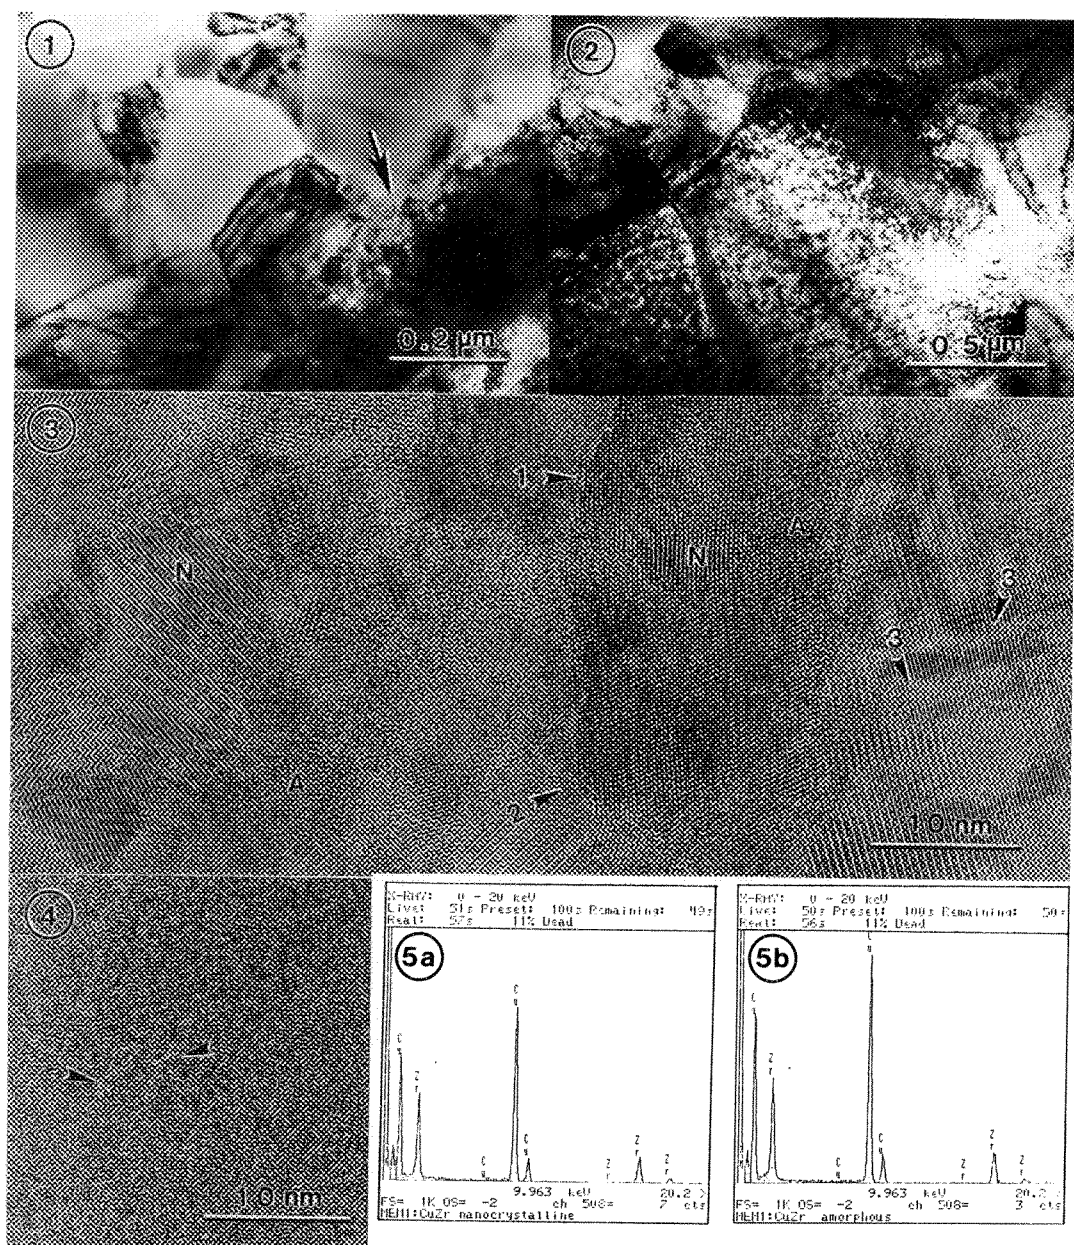 1
2
0.2 µm
0.5 µm
3
1
N
A
N
3
3
A
2
10 nm
4
10 nm
X-RAY: 0 - 20 keV
Live: 51s Preset: 100s Remaining: 49s
Real: 57s 11% Dead
5a
C
u
C
u
Z
r
C
u
C
u
Z
r
Z
r
Z
r
9.963 keV 20.2 >
FS= 1K OS= -2 ch 508= 7 cts
MEM1:CuZr nanocrystalline
X-RAY: 0 - 20 keV
Live: 50s Preset: 100s Remaining: 50s
Real: 56s 11% Dead
5b
C
u
C
u
Z
r
C
u
C
u
Z
r
Z
r
Z
r
9.963 keV 20.2 >
FS= 1K OS= -2 ch 508= 3 cts
MEM1:CuZr amorphous